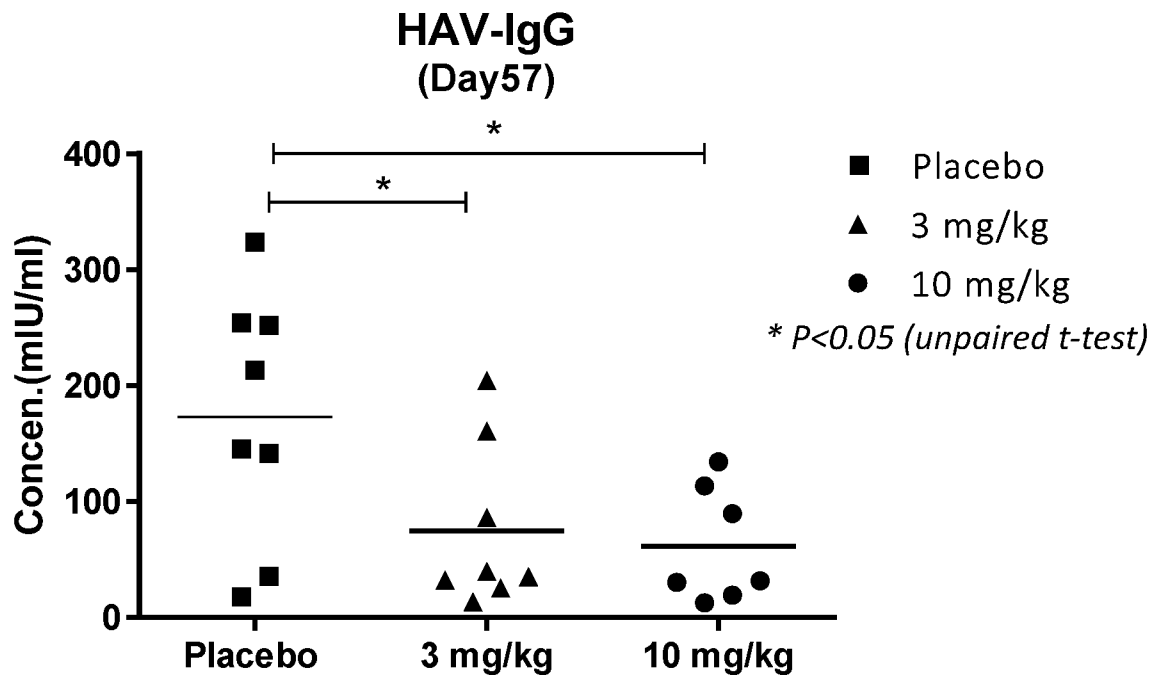 HAV-IgG
(Day57)
*
*
400
300
200
100
0
Concen.(mIU/ml)
Placebo
3 mg/kg
10 mg/kg
Placebo
3 mg/kg
10 mg/kg
* P<0.05 (unpaired t-test)